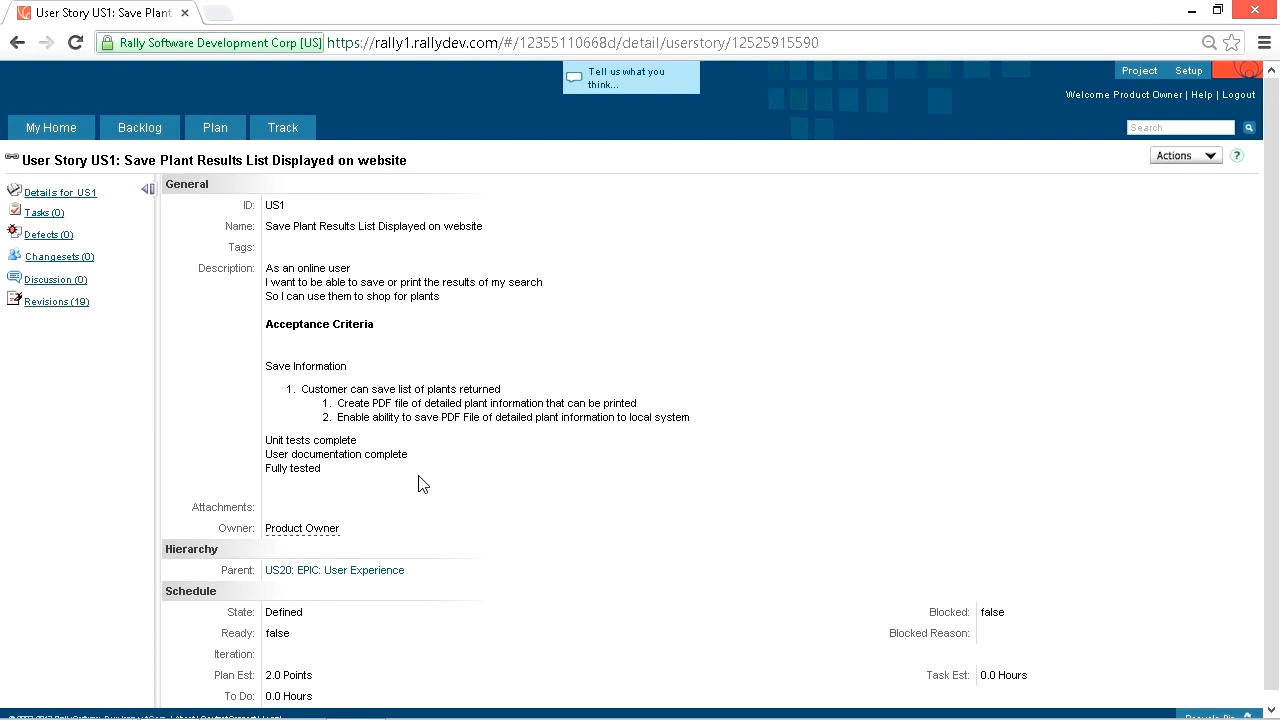 User Story US1: Save Plant
Rally Software Development Corp [US] https://rally1.rallydev.com/#/12355110668d/detail/userstory/12525915590
Tell us what you think...
Project Setup
Welcome Product Owner | Help | Logout
My Home Backlog Plan Track
Search
User Story US1: Save Plant Results List Displayed on website
Actions ?
Details for US1
Tasks (0)
Defects (0)
Changesets (0)
Discussion (0)
Revisions (19)
General
ID: US1
Name: Save Plant Results List Displayed on website
Tags:
Description: As an online user
I want to be able to save or print the results of my search
So I can use them to shop for plants
Acceptance Criteria
Save Information
1. Customer can save list of plants returned
1. Create PDF file of detailed plant information that can be printed
2. Enable ability to save PDF File of detailed plant information to local system
Unit tests complete
User documentation complete
Fully tested
Attachments:
Owner: Product Owner
Hierarchy
Parent: US20: EPIC: User Experience
Schedule
State: Defined Blocked: false
Ready: false Blocked Reason:
Iteration:
Plan Est: 2.0 Points Task Est: 0.0 Hours
To Do: 0.0 Hours